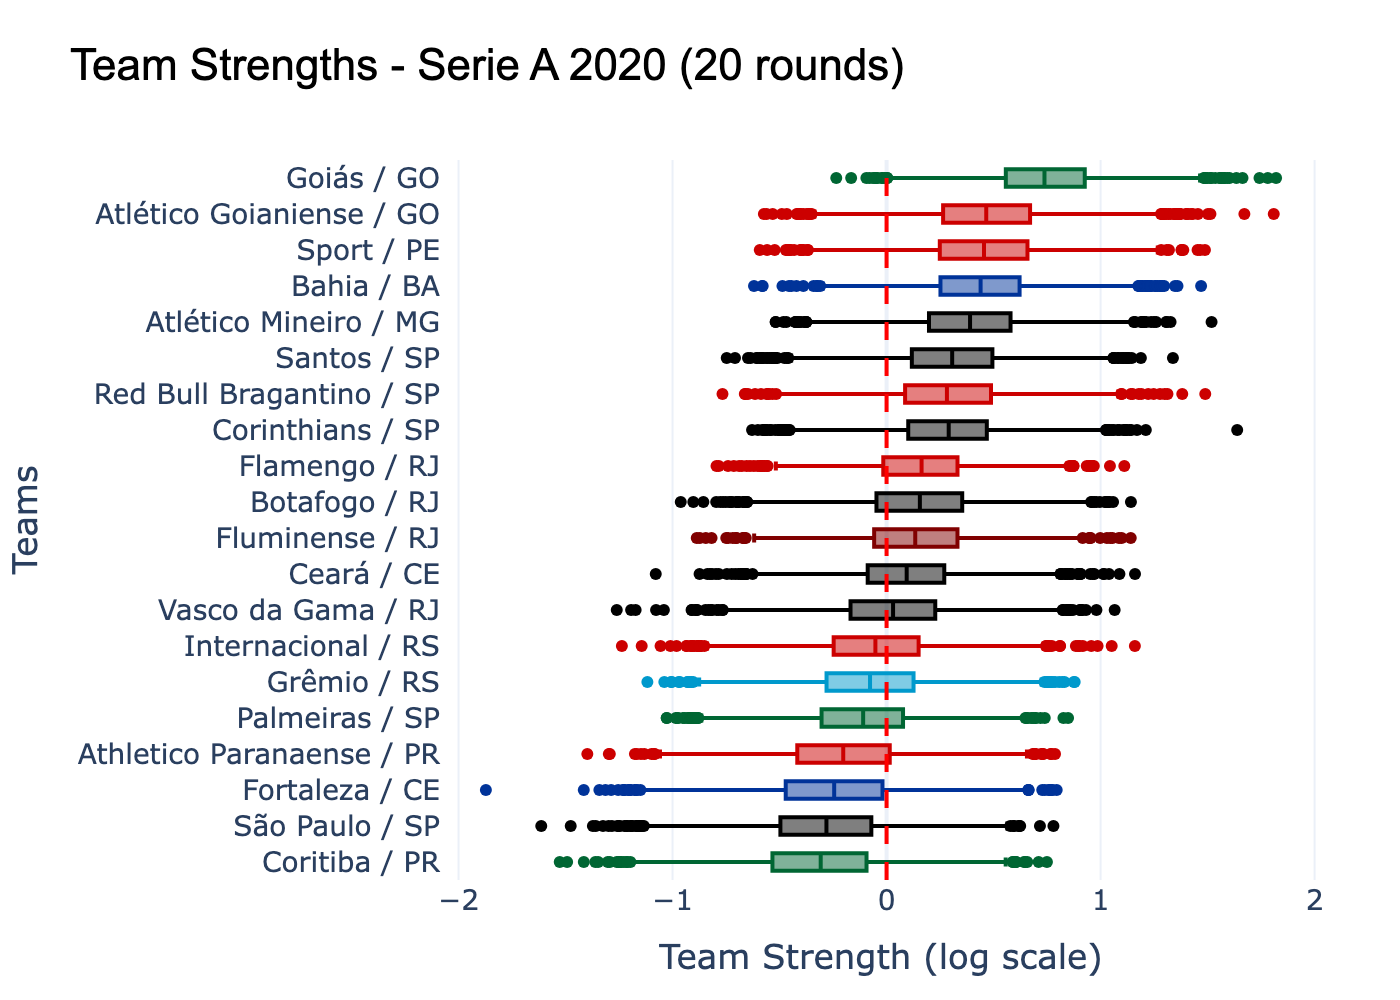 Team Strengths - Serie A 2020 (20 rounds)
Goiás / GO
Atlético Goianiense / GO
Sport / PE
Bahia / BA
Atlético Mineiro / MG
Santos / SP
Red Bull Bragantino / SP
Corinthians / SP
Flamengo / RJ
Botafogo / RJ
Fluminense / RJ
Ceará / CE
Vasco da Gama / RJ
Internacional / RS
Grêmio / RS
Palmeiras / SP
Athletico Paranaense / PR
Fortaleza / CE
São Paulo / SP
Coritiba / PR
Teams
−2 −1 0 1 2
Team Strength (log scale)